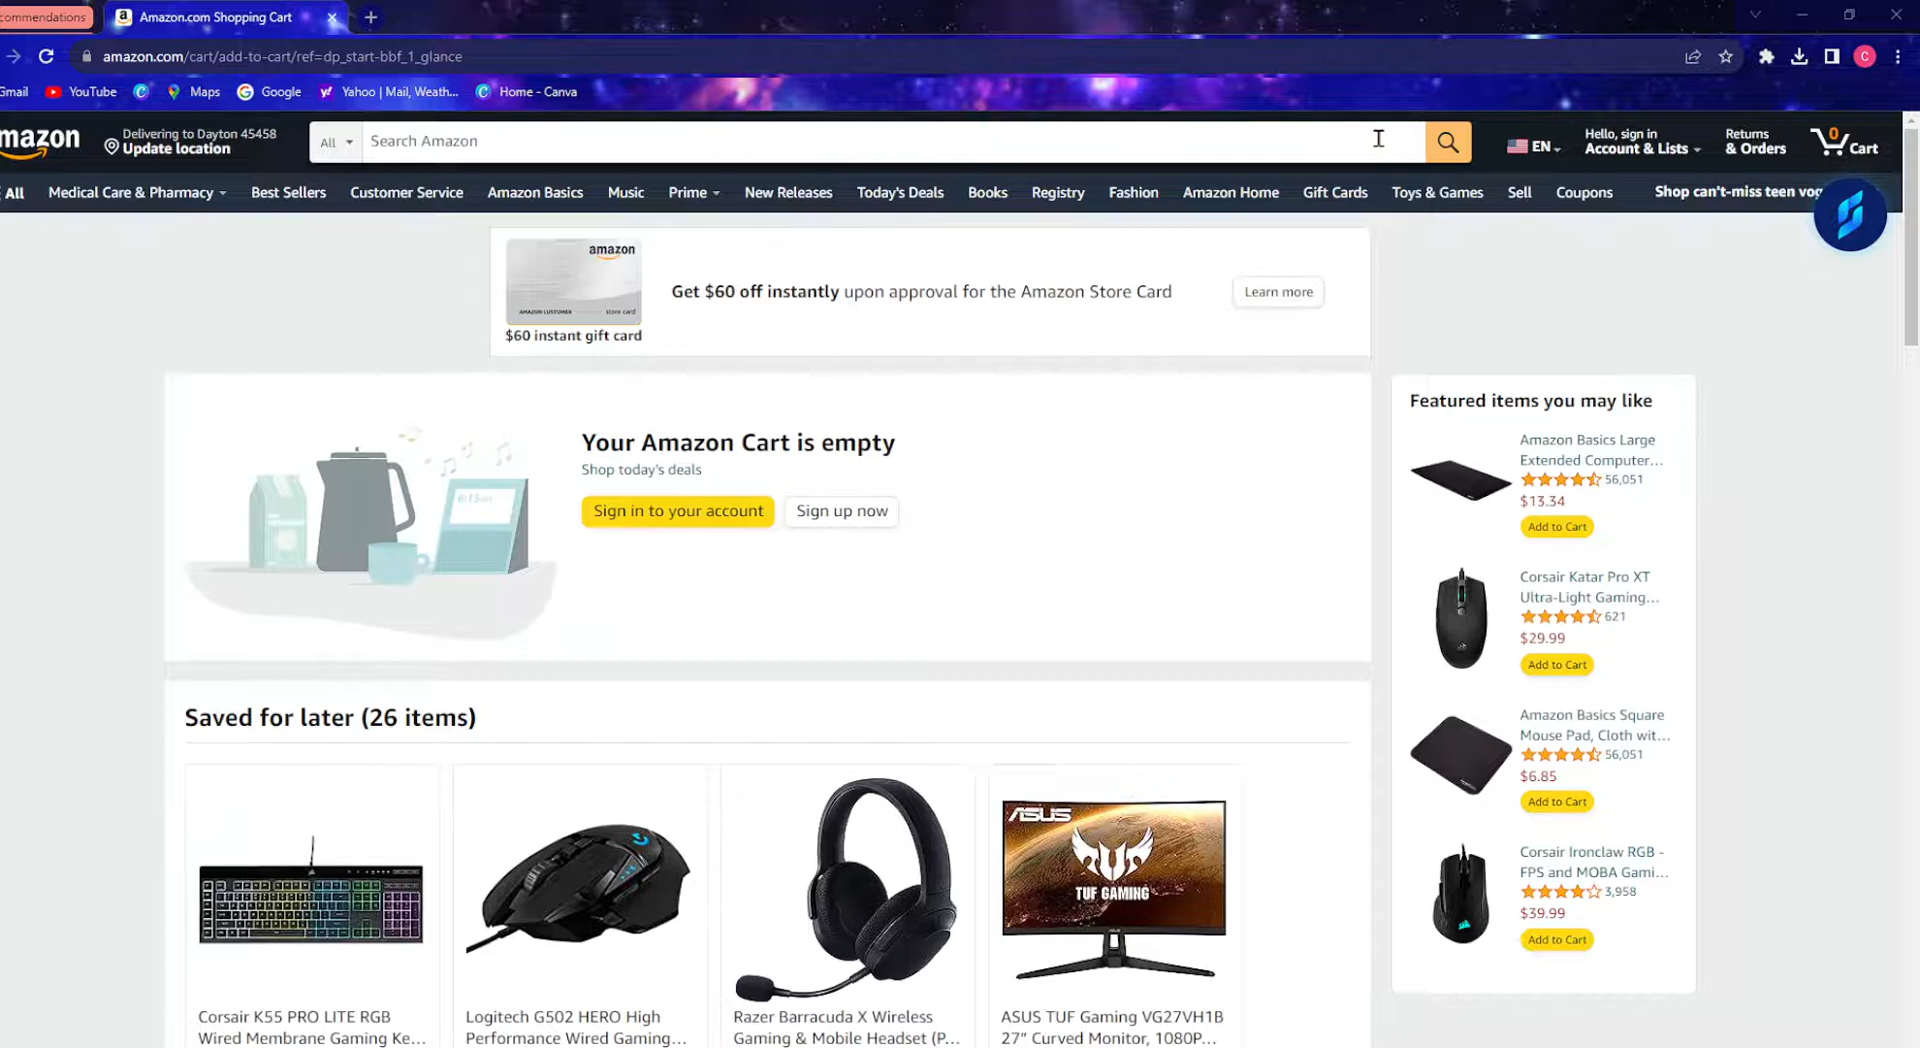 commendations
Amazon.com Shopping Cart
amazon.com/cart/add-to-cart/ref=dp_start-bbf_1_glance
C
Gmail
YouTube
Maps
Google
Yahoo | Mail, Weath...
Home - Canva
mazon
Delivering to Dayton 45458
Update location
All
Search Amazon
EN
Hello, sign in
Account & Lists
Returns
& Orders
0
Cart
All
Medical Care & Pharmacy
Best Sellers
Customer Service
Amazon Basics
Music
Prime
New Releases
Today's Deals
Books
Registry
Fashion
Amazon Home
Gift Cards
Toys & Games
Sell
Coupons
Shop can't-miss teen vog
amazon
AMAZON CUSTOMER
store card
$60 instant gift card
Get $60 off instantly upon approval for the Amazon Store Card
Learn more
Your Amazon Cart is empty
Shop today's deals
Sign in to your account
Sign up now
Featured items you may like
Amazon Basics Large
Extended Computer...
56,051
$13.34
Add to Cart
Corsair Katar Pro XT
Ultra-Light Gaming...
621
$29.99
Add to Cart
Amazon Basics Square
Mouse Pad, Cloth wit...
56,051
$6.85
Add to Cart
Corsair Ironclaw RGB -
FPS and MOBA Gami...
3,958
$39.99
Add to Cart
Saved for later (26 items)
ASUS
TUF GAMING
Corsair K55 PRO LITE RGB
Wired Membrane Gaming Ke...
Logitech G502 HERO High
Performance Wired Gaming...
Razer Barracuda X Wireless
Gaming & Mobile Headset (P...
ASUS TUF Gaming VG27VH1B
27” Curved Monitor, 1080P...